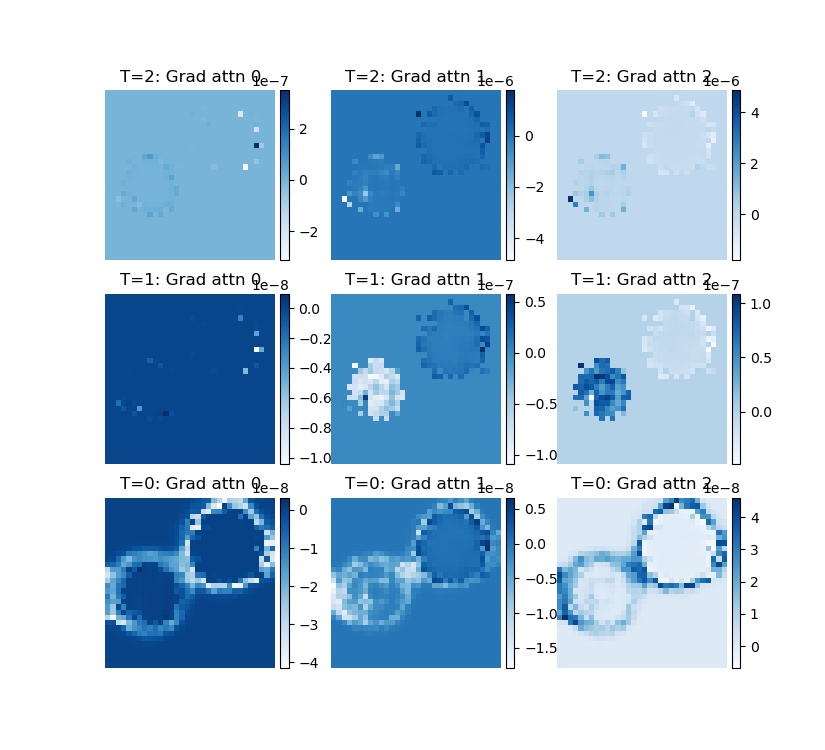 T=2: Grad attn 0
1e−7
2
0
−2
T=2: Grad attn 1
1e−6
0
−2
−4
T=2: Grad attn 2
1e−6
4
2
0
T=1: Grad attn 0
1e−8
0.0
−0.2
−0.4
−0.6
−0.8
−1.0
T=1: Grad attn 1
1e−7
0.5
0.0
−0.5
−1.0
T=1: Grad attn 2
1e−7
1.0
0.5
0.0
T=0: Grad attn 0
1e−8
0
−1
−2
−3
−4
T=0: Grad attn 1
1e−8
0.5
0.0
−0.5
−1.0
−1.5
T=0: Grad attn 2
1e−8
4
3
2
1
0